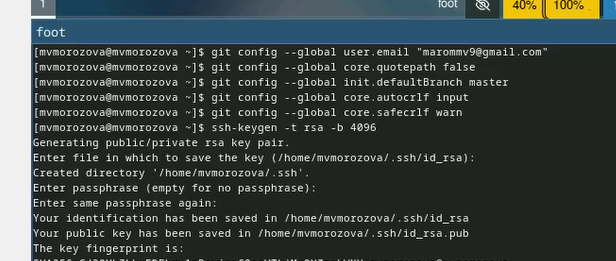 1 foot 40% 100%
foot
[mvmorozova@mvmorozova ~]$ git config --global user.email "marommv9@gmail.com"
[mvmorozova@mvmorozova ~]$ git config --global core.quotepath false
[mvmorozova@mvmorozova ~]$ git config --global init.defaultBranch master
[mvmorozova@mvmorozova ~]$ git config --global core.autocrlf input
[mvmorozova@mvmorozova ~]$ git config --global core.safecrlf warn
[mvmorozova@mvmorozova ~]$ ssh-keygen -t rsa -b 4096
Generating public/private rsa key pair.
Enter file in which to save the key (/home/mvmorozova/.ssh/id_rsa):
Created directory '/home/mvmorozova/.ssh'.
Enter passphrase (empty for no passphrase):
Enter same passphrase again:
Your identification has been saved in /home/mvmorozova/.ssh/id_rsa
Your public key has been saved in /home/mvmorozova/.ssh/id_rsa.pub
The key fingerprint is: